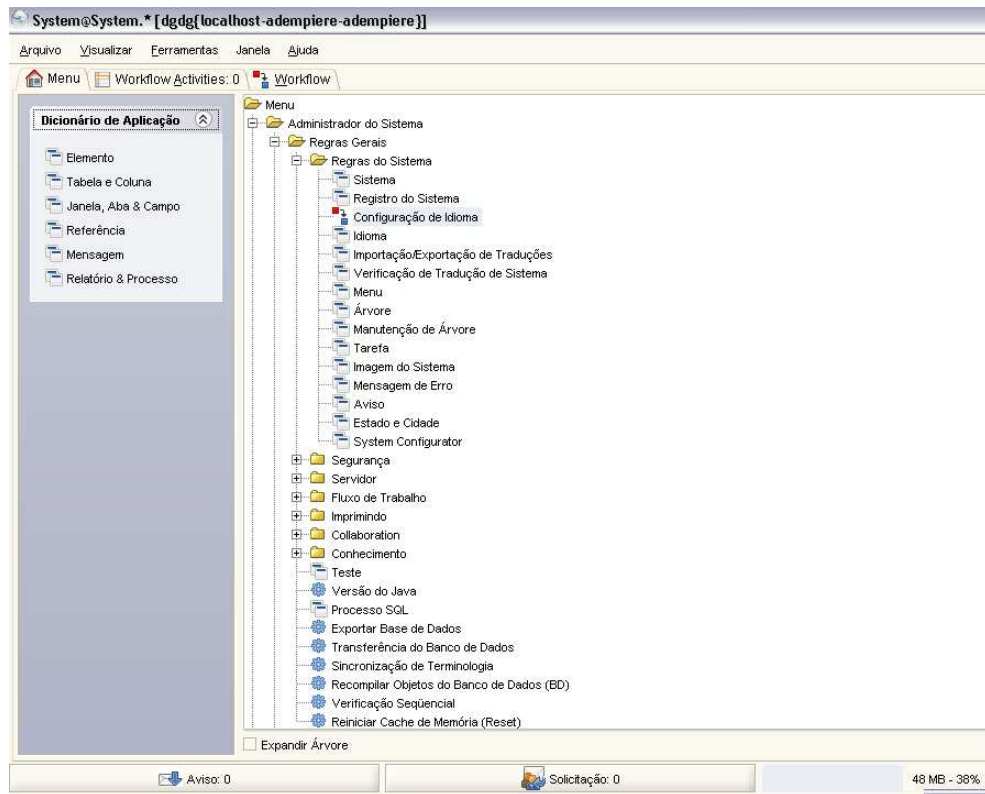 System@System.* [dgdg{localhost-adempiere-adempiere}]
Arquivo Visualizar Ferramentas Janela Ajuda
Menu Workflow Activities: 0 Workflow
Dicionário de Aplicação
Elemento
Tabela e Coluna
Janela, Aba & Campo
Referência
Mensagem
Relatório & Processo
Menu
Administrador do Sistema
Regras Gerais
Regras do Sistema
Sistema
Registro do Sistema
Configuração de Idioma
Idioma
Importação/Exportação de Traduções
Verificação de Tradução de Sistema
Menu
Árvore
Manutenção de Árvore
Tarefa
Imagem do Sistema
Mensagem de Erro
Aviso
Estado e Cidade
System Configurator
Segurança
Servidor
Fluxo de Trabalho
Imprimindo
Collaboration
Conhecimento
Teste
Versão do Java
Processo SQL
Exportar Base de Dados
Transferência do Banco de Dados
Sincronização de Terminologia
Recompilar Objetos do Banco de Dados (BD)
Verificação Seqüencial
Reiniciar Cache de Memória (Reset)
Expandir Árvore
Aviso: 0 Solicitação: 0 48 MB - 38%